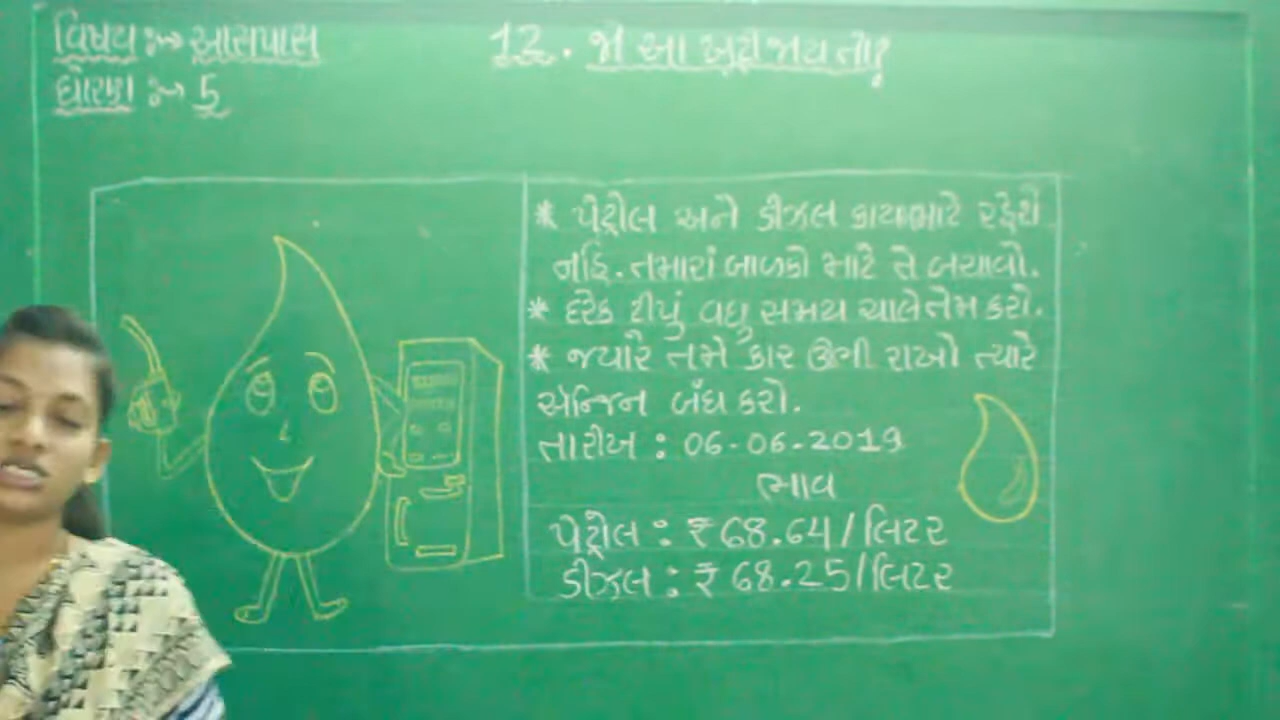 વિષય :~ આસપાસ
ધોરણ :~ 5
12. જો આ ખૂટી જાય તો?
* પેટ્રોલ અને ડીઝલ કાયમ માટે રહેશે
નહિ. તમારાં બાળકો માટે તે બચાવો.
* દરેક ટીપું વધુ સમય ચાલે તેમ કરો.
* જ્યારે તમે કાર ઊભી રાખો ત્યારે
એન્જિન બંધ કરો.
તારીખ : 06-06-2019
ભાવ
પેટ્રોલ : ₹ 68.64/લિટર
ડીઝલ : ₹ 68.25/લિટર